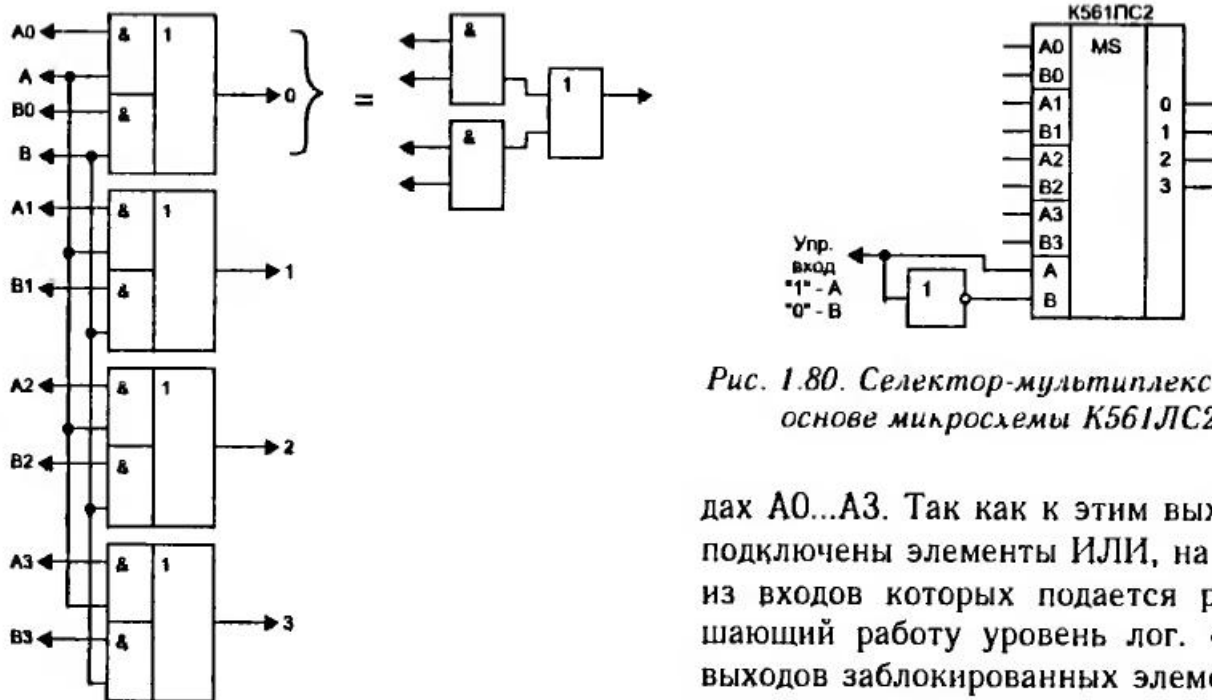 A0
&
1
A
B0
&
B
0
≡
&
&
1
A1
&
1
B1
&
1
A2
&
1
B2
&
2
A3
&
1
B3
&
3
К561ПС2
A0
B0
A1
B1
A2
B2
A3
B3
A
B
MS
0
1
2
3
Упр.
вход
"1" - A
"0" - B
1
Рис. 1.80. Селектор-мультиплекс
основе микросхемы К561ЛС2
дах А0...А3. Так как к этим вых
подключены элементы ИЛИ, на
из входов которых подается р
шающий работу уровень лог.
выходов заблокированных элеме